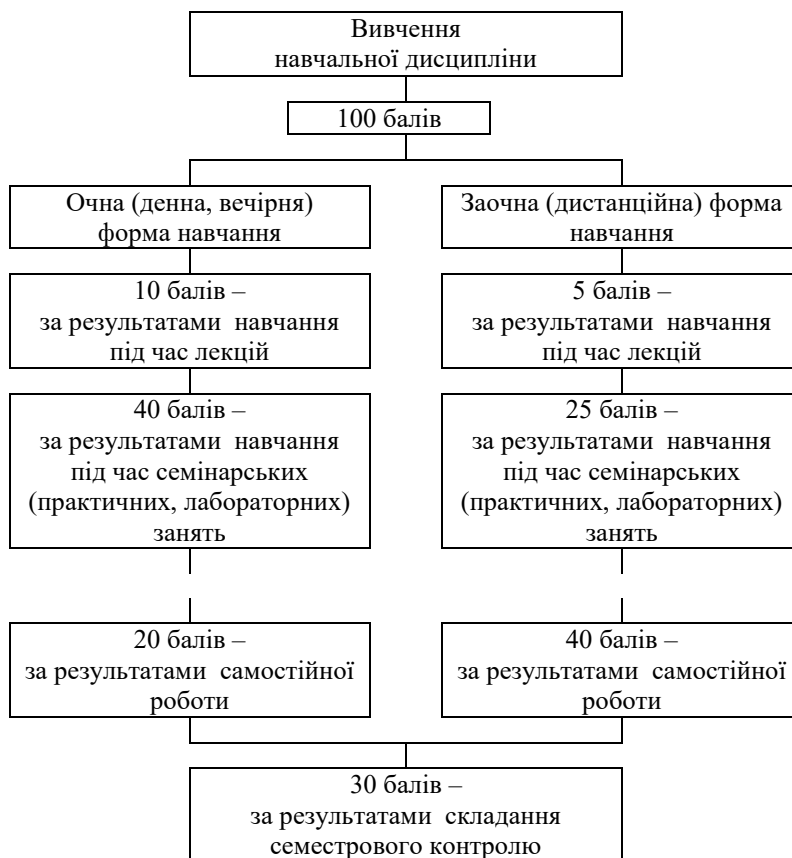 Вивчення
навчальної дисципліни
100 балів
Очна (денна, вечірня)
форма навчання
Заочна (дистанційна) форма
навчання
10 балів –
за результатами навчання
під час лекцій
5 балів –
за результатами навчання
під час лекцій
40 балів –
за результатами навчання
під час семінарських
(практичних, лабораторних)
занять
25 балів –
за результатами навчання
під час семінарських
(практичних, лабораторних)
занять
20 балів –
за результатами самостійної
роботи
40 балів –
за результатами самостійної
роботи
30 балів –
за результатами складання
семестрового контролю